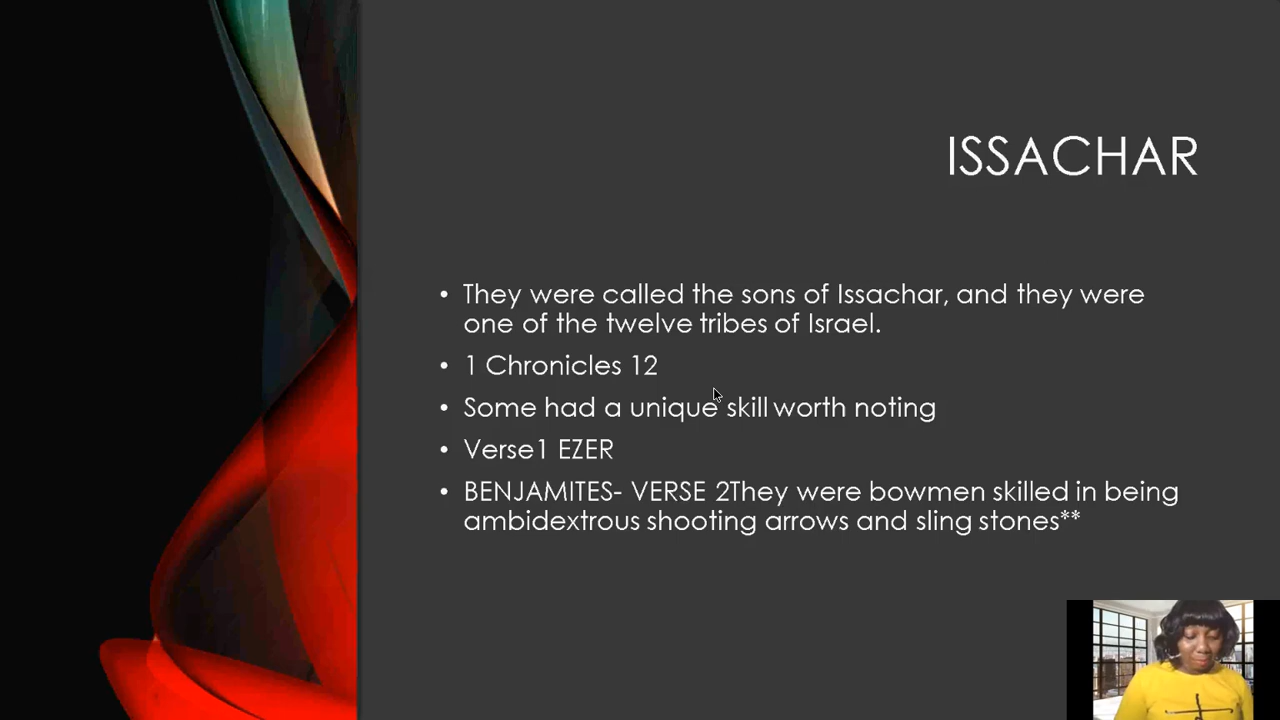 ISSACHAR
• They were called the sons of Issachar, and they were
one of the twelve tribes of Israel.
• 1 Chronicles 12
• Some had a unique skill worth noting
• Verse1 EZER
• BENJAMITES- VERSE 2They were bowmen skilled in being
ambidextrous shooting arrows and sling stones**